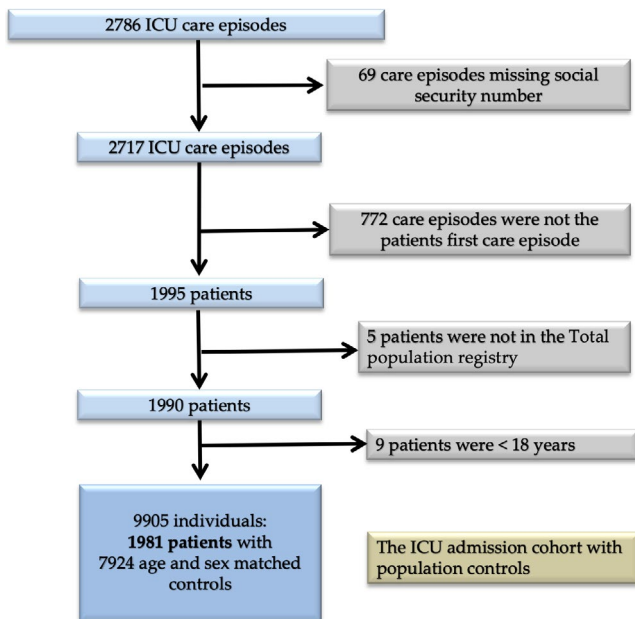 2786 ICU care episodes
69 care episodes missing social
security number
2717 ICU care episodes
772 care episodes were not the
patients first care episode
1995 patients
5 patients were not in the Total
population registry
1990 patients
9 patients were < 18 years
9905 individuals:
1981 patients with
7924 age and sex matched
controls
The ICU admission cohort with
population controls